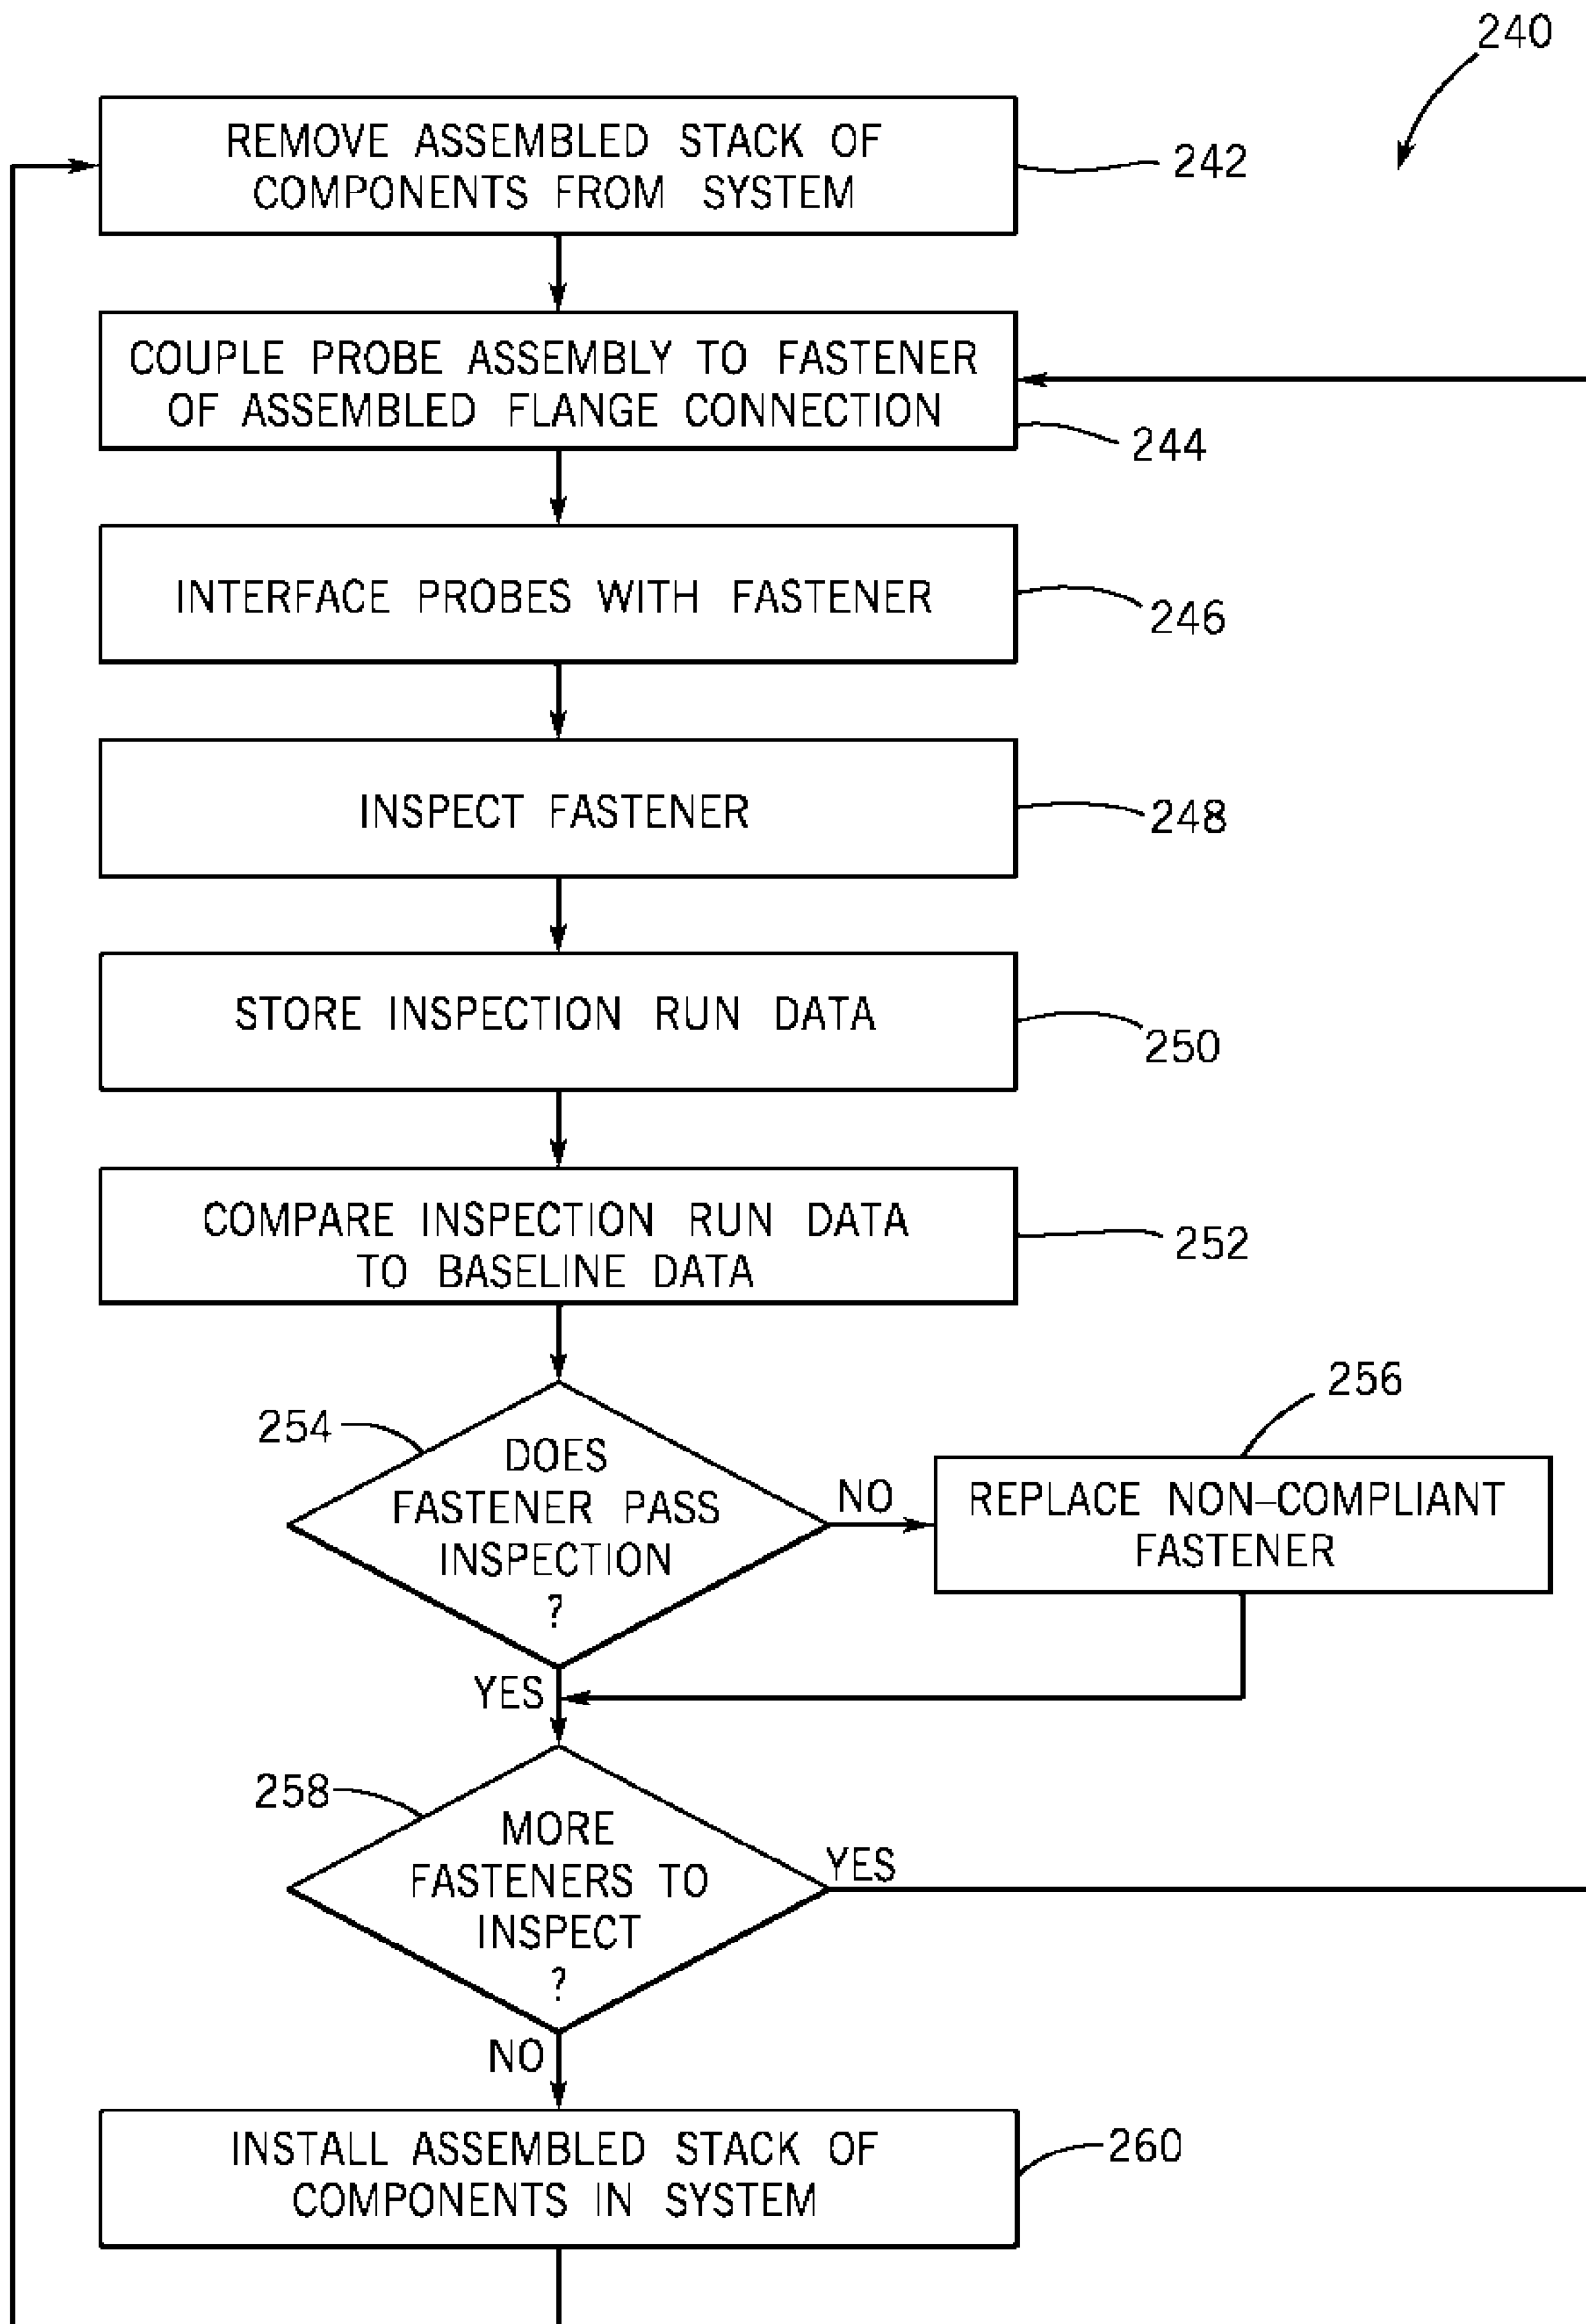 240
REMOVE ASSEMBLED STACK OF
COMPONENTS FROM SYSTEM
242
COUPLE PROBE ASSEMBLY TO FASTENER
OF ASSEMBLED FLANGE CONNECTION
244
INTERFACE PROBES WITH FASTENER
246
INSPECT FASTENER
248
STORE INSPECTION RUN DATA
250
COMPARE INSPECTION RUN DATA
TO BASELINE DATA
252
254
DOES
FASTENER PASS
INSPECTION
?
NO
256
REPLACE NON–COMPLIANT
FASTENER
YES
258
MORE
FASTENERS TO
INSPECT
?
YES
NO
INSTALL ASSEMBLED STACK OF
COMPONENTS IN SYSTEM
260